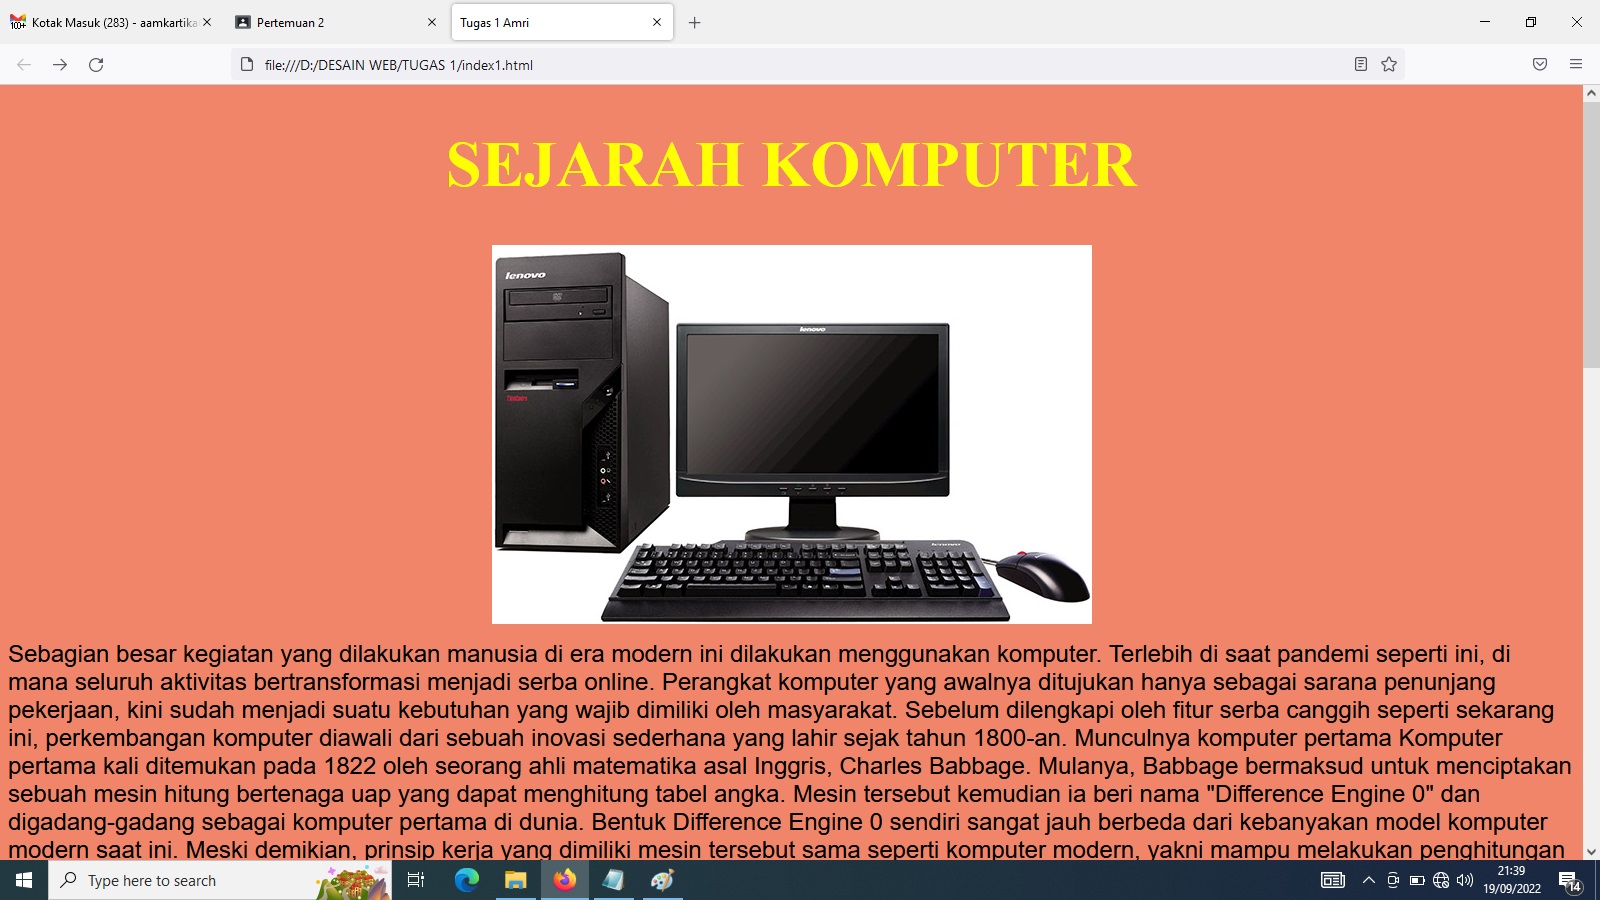 Kotak Masuk (283) - aamkartika
Pertemuan 2
Tugas 1 Amri
file:///D:/DESAIN WEB/TUGAS 1/index1.html
SEJARAH KOMPUTER
lenovo
lenovo
lenovo
Sebagian besar kegiatan yang dilakukan manusia di era modern ini dilakukan menggunakan komputer. Terlebih di saat pandemi seperti ini, di
mana seluruh aktivitas bertransformasi menjadi serba online. Perangkat komputer yang awalnya ditujukan hanya sebagai sarana penunjang
pekerjaan, kini sudah menjadi suatu kebutuhan yang wajib dimiliki oleh masyarakat. Sebelum dilengkapi oleh fitur serba canggih seperti sekarang
ini, perkembangan komputer diawali dari sebuah inovasi sederhana yang lahir sejak tahun 1800-an. Munculnya komputer pertama Komputer
pertama kali ditemukan pada 1822 oleh seorang ahli matematika asal Inggris, Charles Babbage. Mulanya, Babbage bermaksud untuk menciptakan
sebuah mesin hitung bertenaga uap yang dapat menghitung tabel angka. Mesin tersebut kemudian ia beri nama "Difference Engine 0" dan
digadang-gadang sebagai komputer pertama di dunia. Bentuk Difference Engine 0 sendiri sangat jauh berbeda dari kebanyakan model komputer
modern saat ini. Meski demikian, prinsip kerja yang dimiliki mesin tersebut sama seperti komputer modern, yakni mampu melakukan penghitungan
Type here to search
21:39
19/09/2022
14